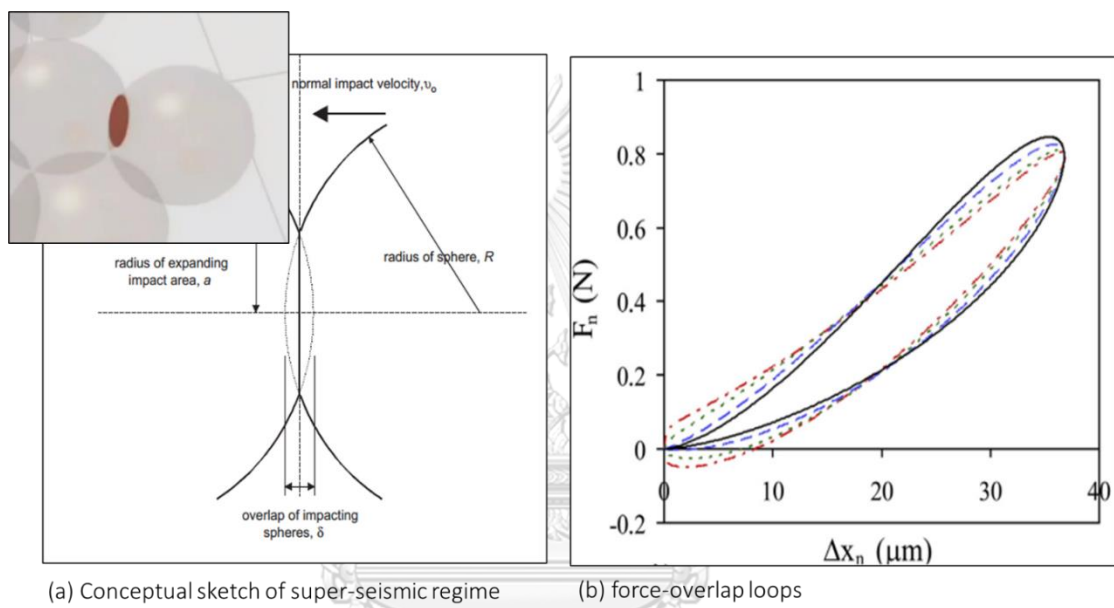 normal impact velocity,υₒ
radius of expanding
impact area, a
radius of sphere, R
overlap of impacting
spheres, δ
(a) Conceptual sketch of super-seismic regime
1
0.8
0.6
0.4
0.2
0
-0.2
0 10 20 30 40
Fₙ (N)
Δxₙ (μm)
(b) force-overlap loops